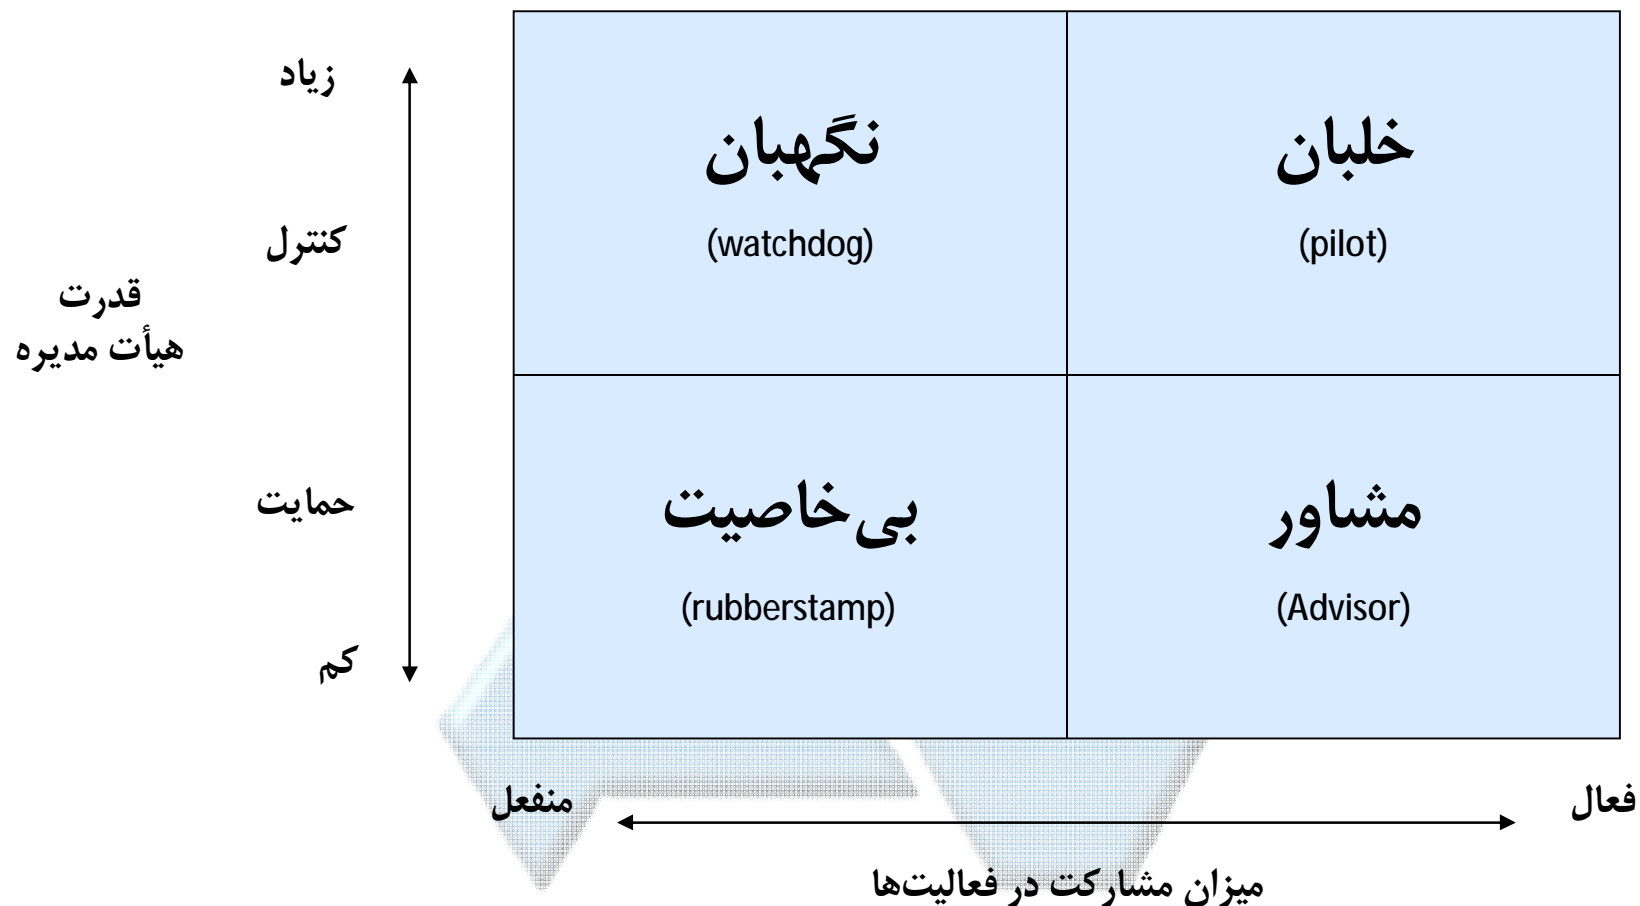 زیاد
نگهبان
خلبان
(watchdog)
(pilot)
کنترل
قدرت
هیأت مدیره
حمایت
بی‌خاصیت
مشاور
(rubberstamp)
(Advisor)
کم
منفعل
فعال
میزان مشارکت در فعالیت‌ها